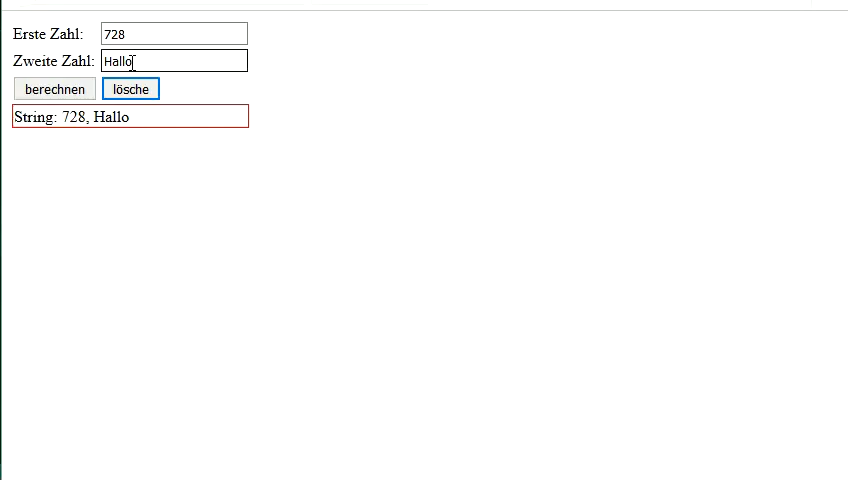 Erste Zahl: 728
Zweite Zahl: Hallo
berechnen lösche
String: 728, Hallo